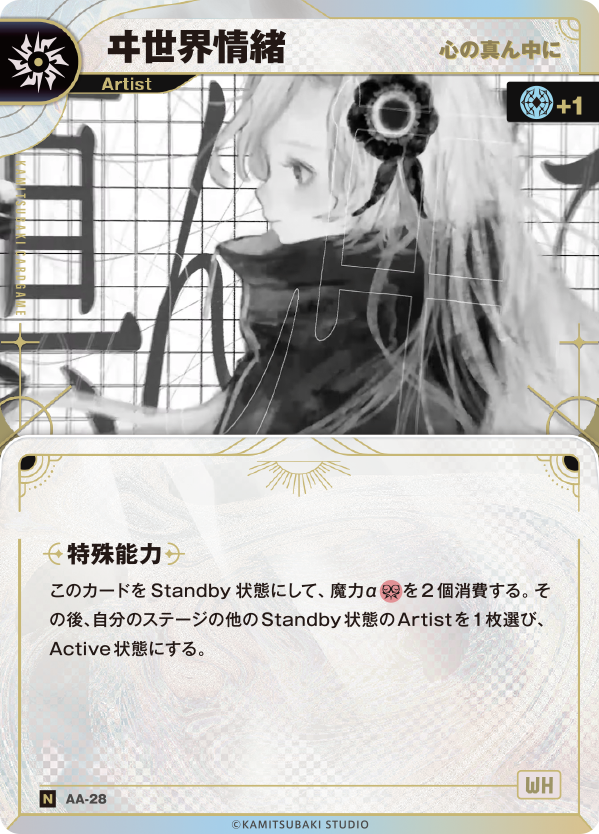 ヰ世界情緒
心の真ん中に
Artist
+1
KAMITSUBAKI CARDGAME
特殊能力
このカードをStandby状態にして、魔力αを2個消費する。そ
の後、自分のステージの他のStandby状態のArtistを1枚選び、
Active状態にする。
N AA-28
WH
©KAMITSUBAKI STUDIO